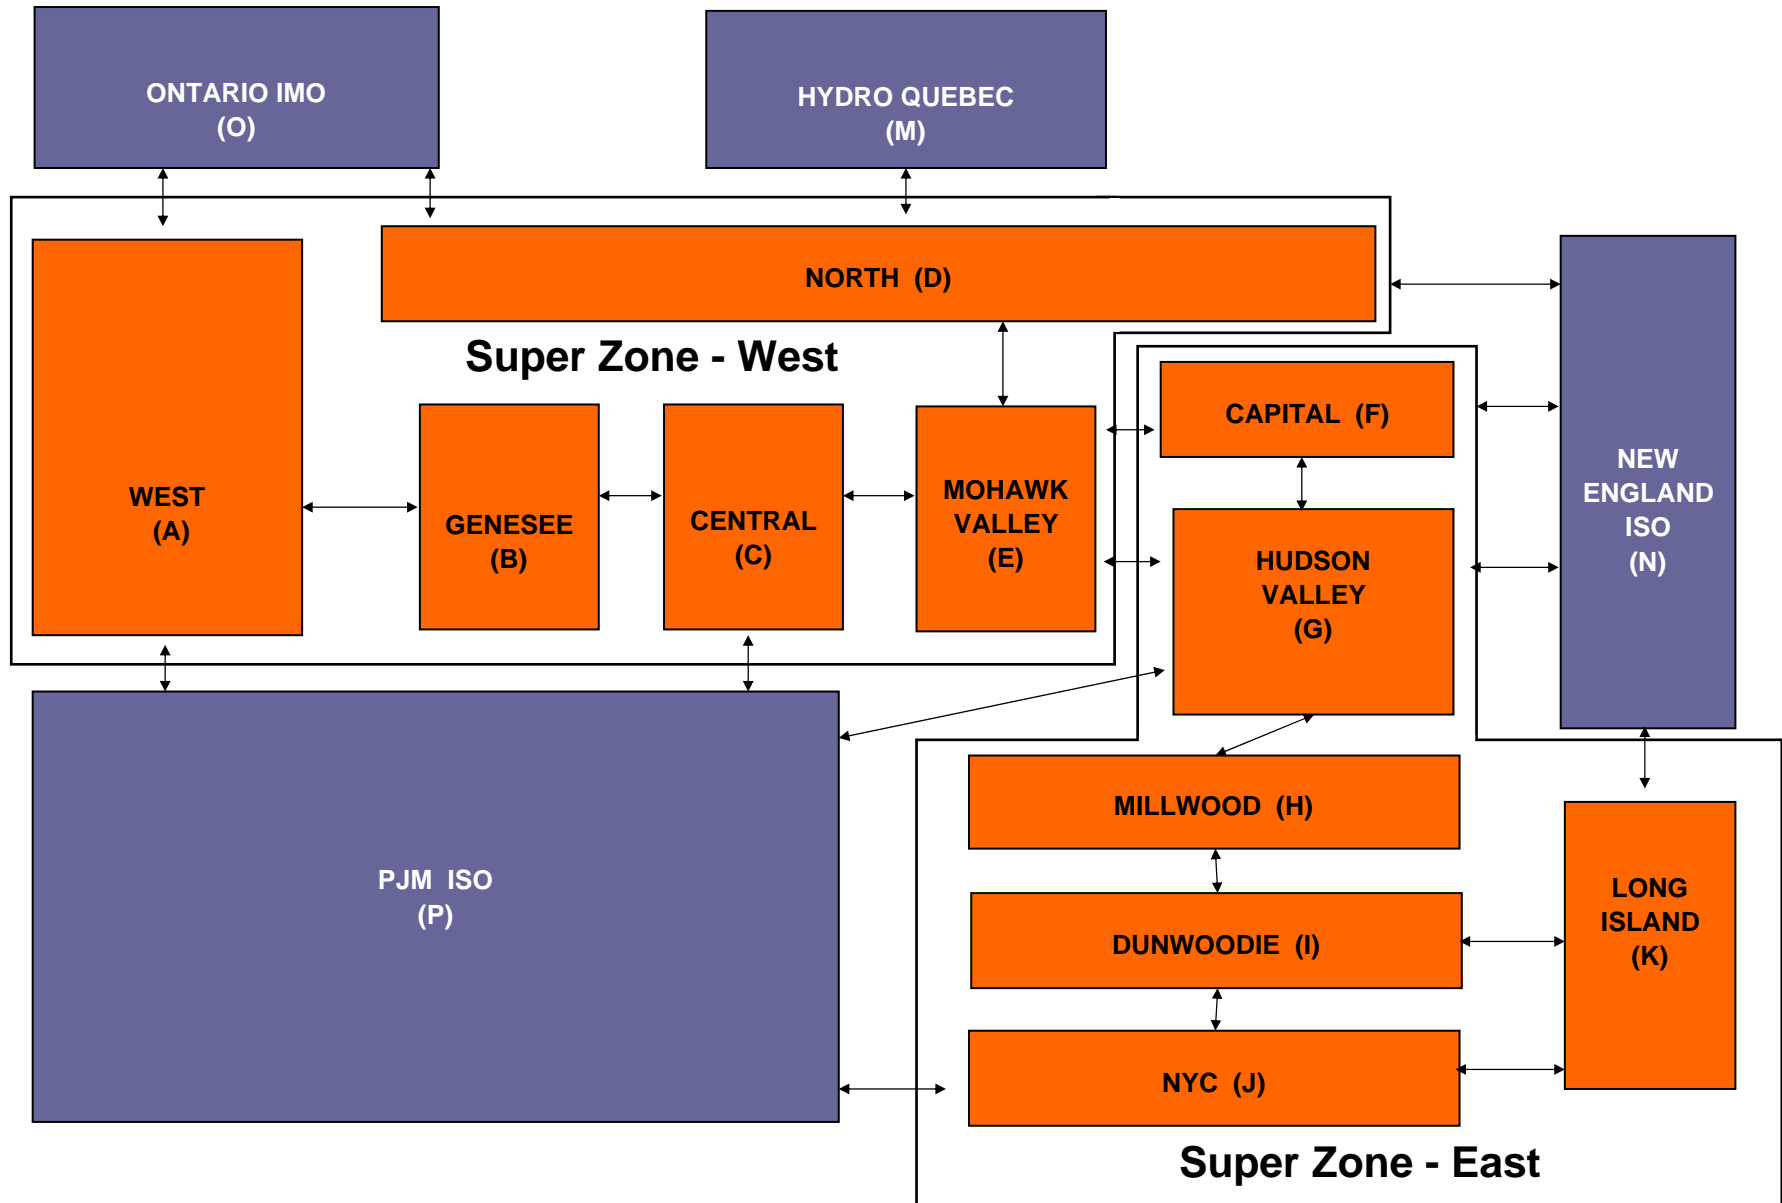 ONTARIO IMO
(O)
HYDRO QUEBEC
(M)
NORTH (D)
Super Zone - West
WEST
(A)
GENESEE
(B)
CENTRAL
(C)
MOHAWK
VALLEY
(E)
CAPITAL (F)
HUDSON
VALLEY
(G)
NEW
ENGLAND
ISO
(N)
PJM ISO
(P)
MILLWOOD (H)
DUNWOODIE (I)
NYC (J)
LONG
ISLAND
(K)
Super Zone - East